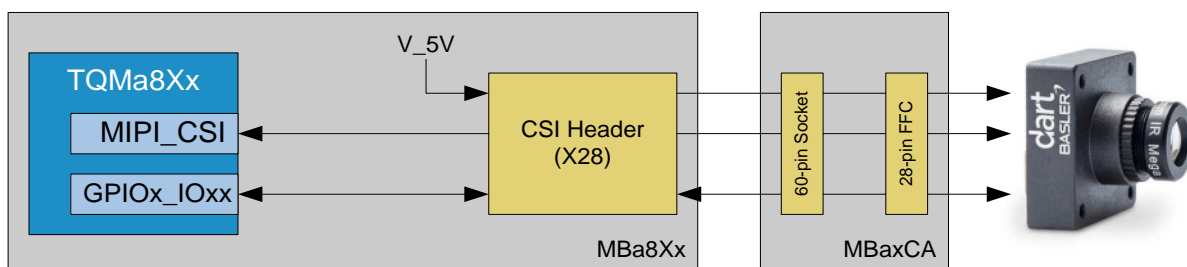 V_5V
TQMa8Xx
MIPI_CSI
GPIOx_IOxx
CSI Header
(X28)
MBa8Xx
60-pin Socket
28-pin FFC
MBaxCA
dart
BASLER
IR Mega